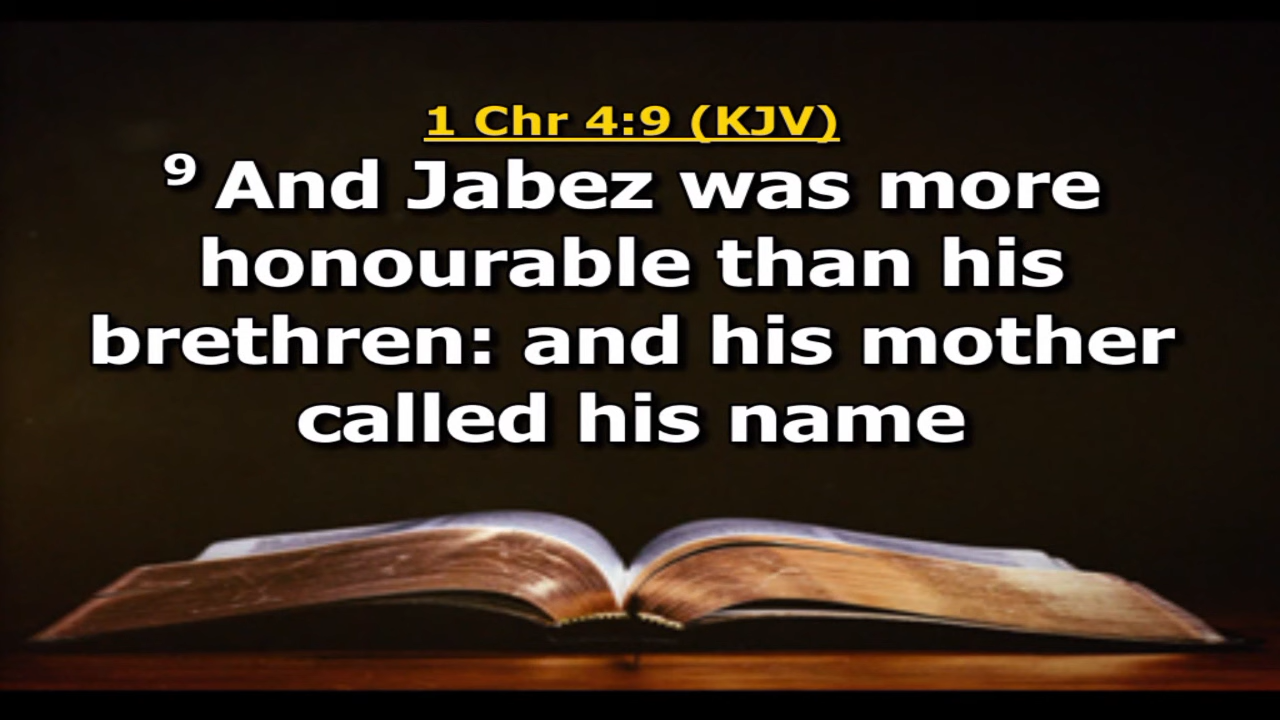 1 Chr 4:9 (KJV)
9 And Jabez was more
honourable than his
brethren: and his mother
called his name